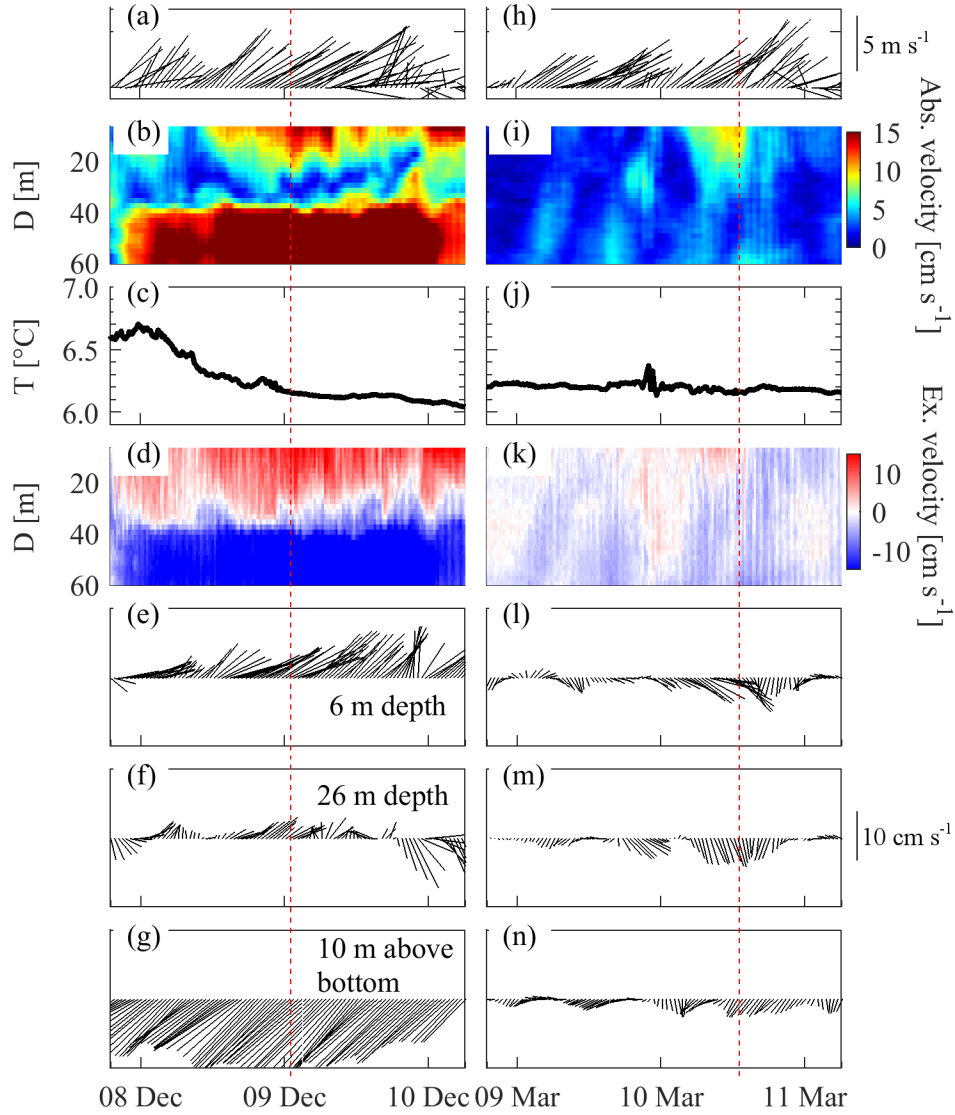 (a)
(h)
5 m s-1
(b)
(i)
D [m]
20
40
60
15
10
5
0
Abs. velocity [cm s-1]
(c)
(j)
T [°C]
7.0
6.5
6.0
(d)
(k)
D [m]
20
40
60
10
0
-10
Ex. velocity [cm s-1]
(e)
6 m depth
(l)
(f)
26 m depth
(m)
10 cm s-1
(g)
10 m above
bottom
(n)
08 Dec
09 Dec
10 Dec
09 Mar
10 Mar
11 Mar